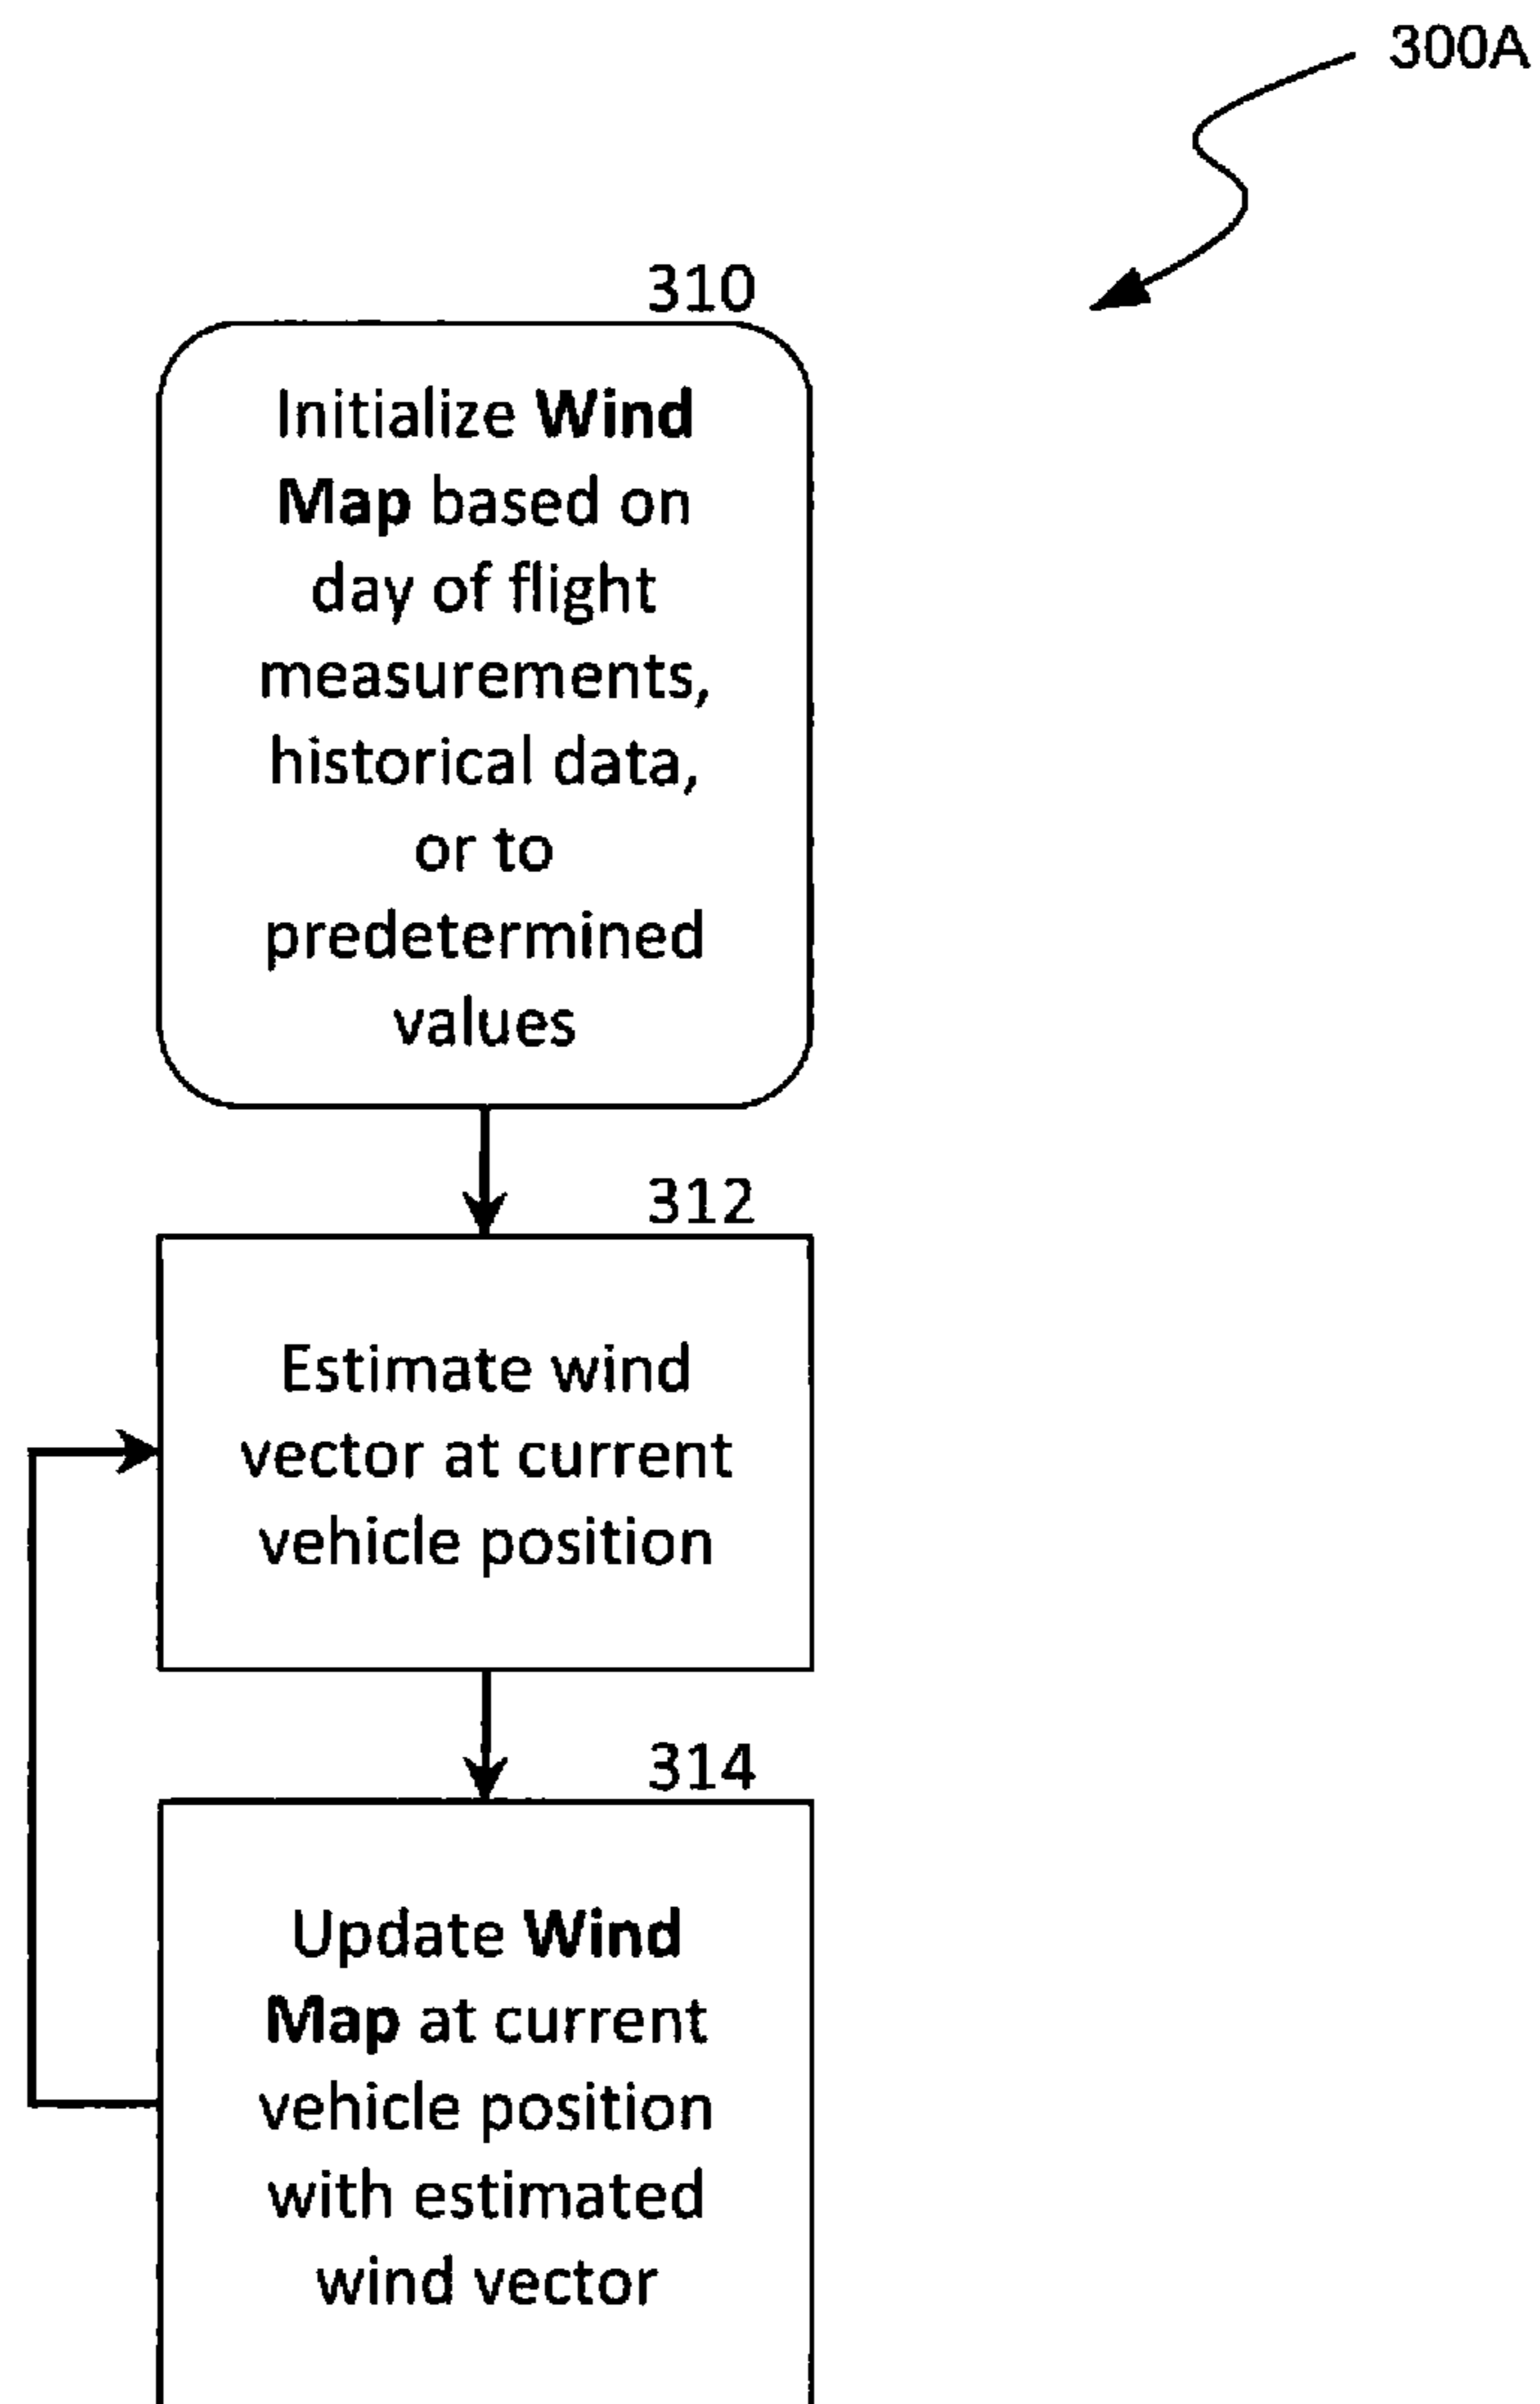 300A
310
Initialize Wind
Map based on
day of flight
measurements,
historical data,
or to
predetermined
values
312
Estimate wind
vector at current
vehicle position
314
Update Wind
Map at current
vehicle position
with estimated
wind vector